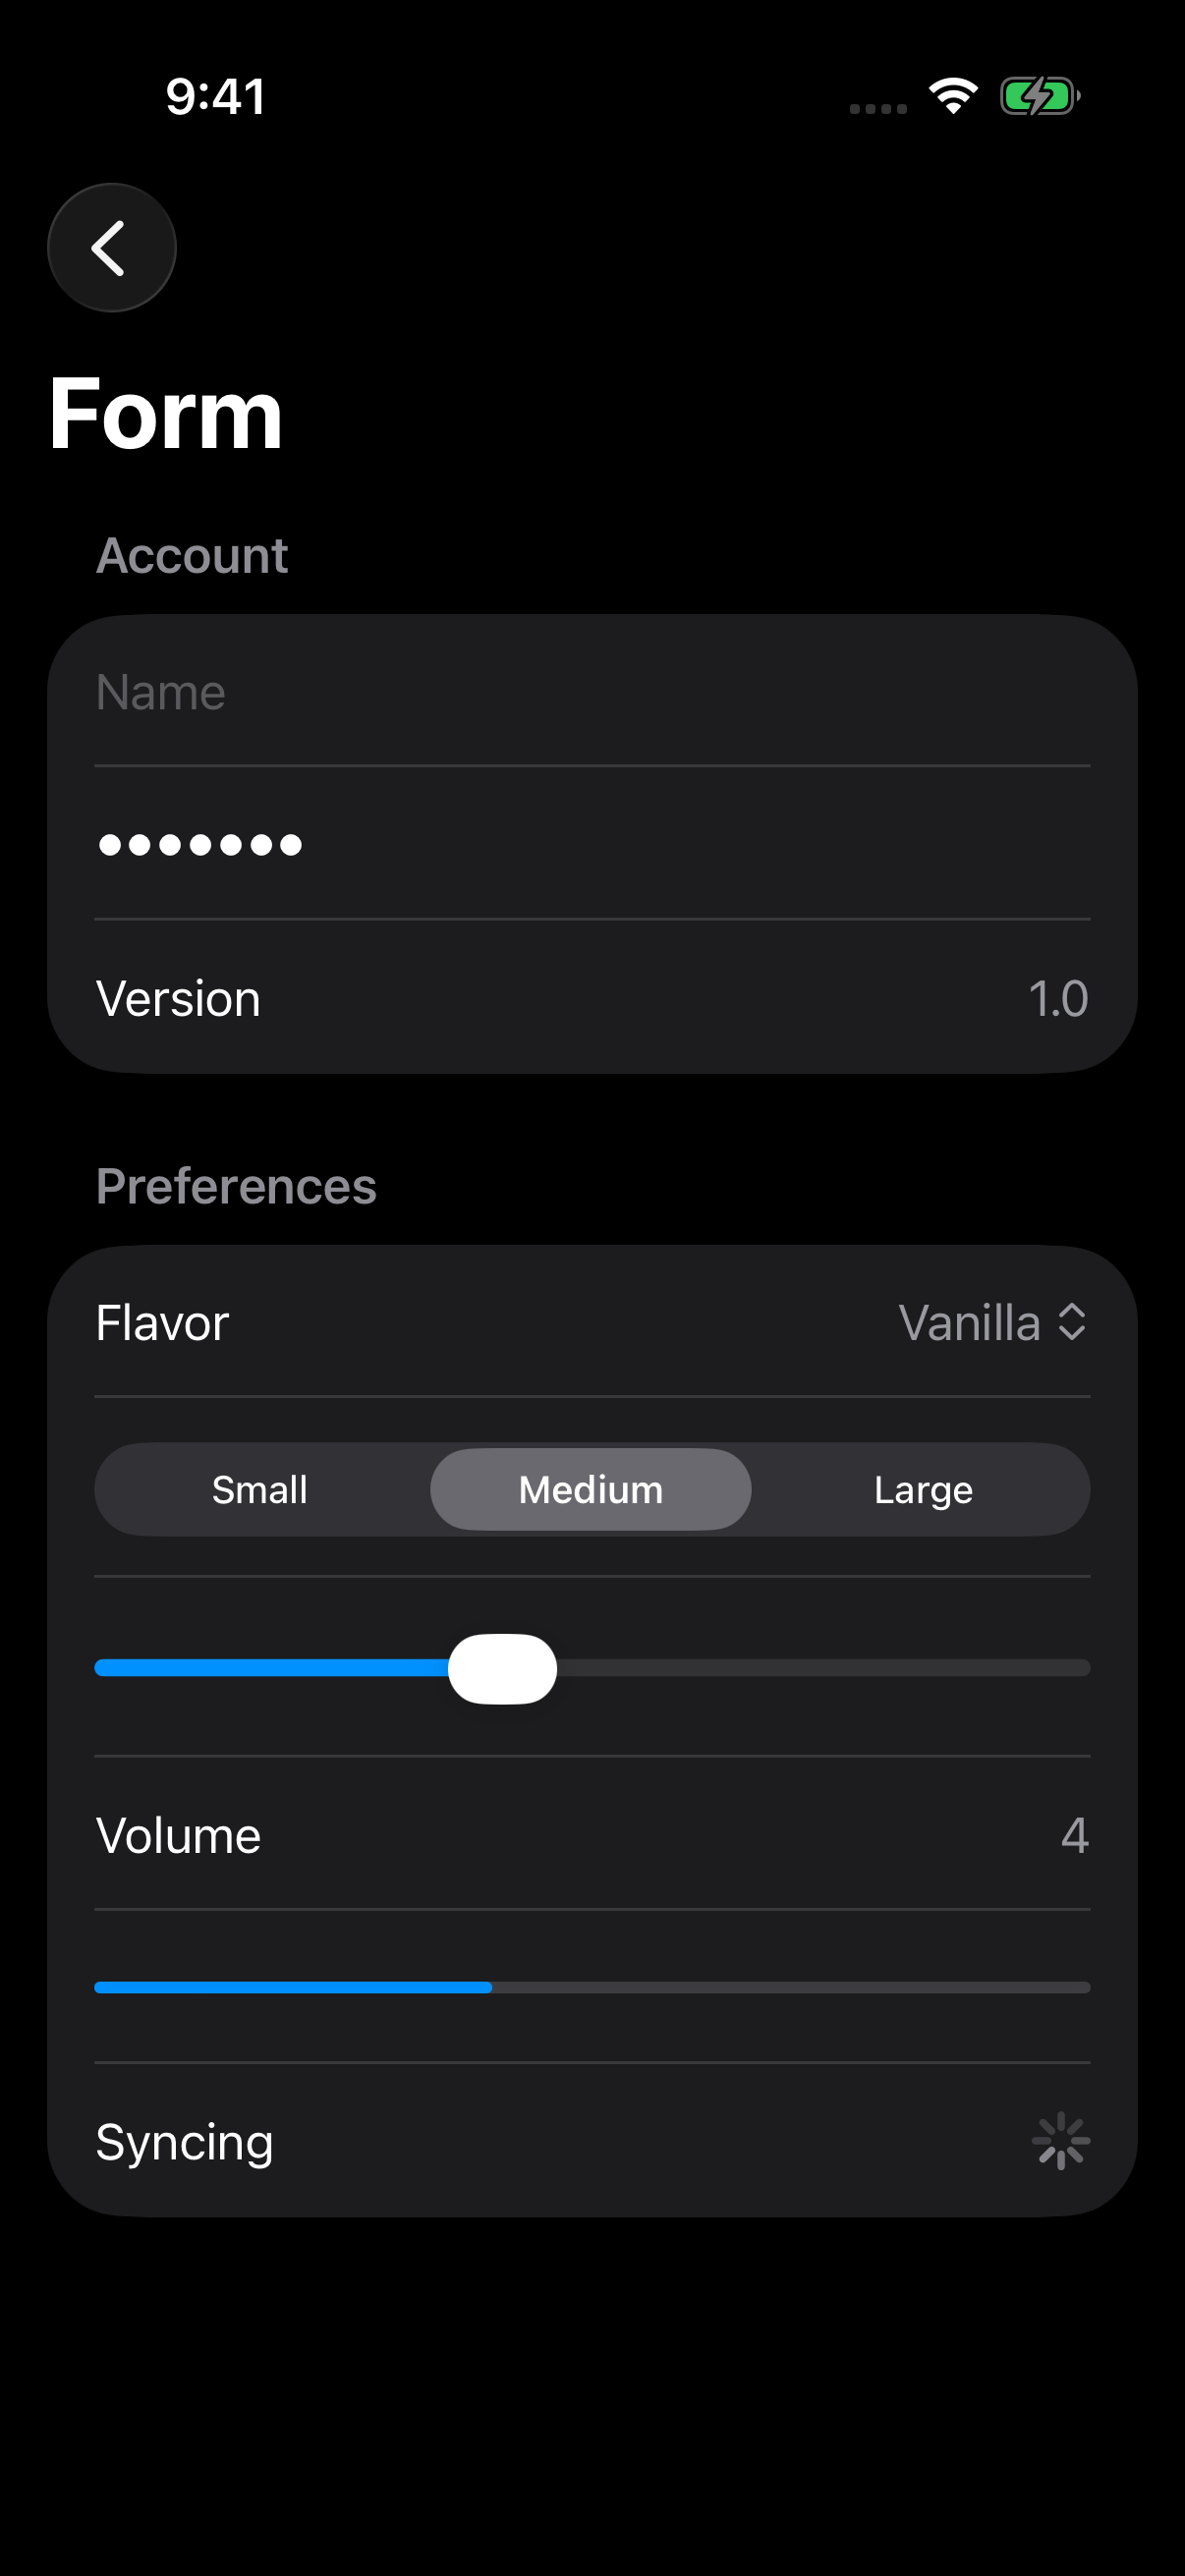 9:41
Form
Account
Name
•••••••
Version 1.0
Preferences
Flavor Vanilla
Small Medium Large
Volume 4
Syncing